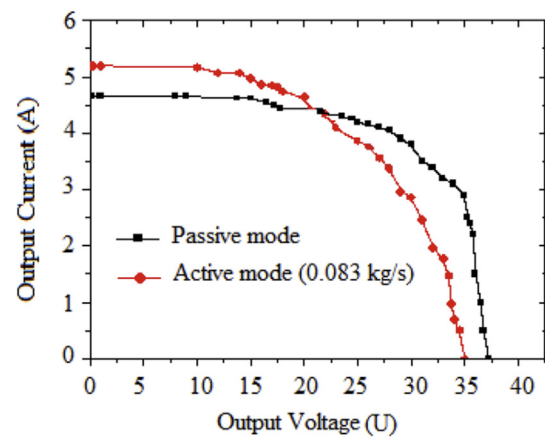 6
5
4
3
2
1
0
Output Current (A)
Passive mode
Active mode (0.083 kg/s)
0 5 10 15 20 25 30 35 40
Output Voltage (U)